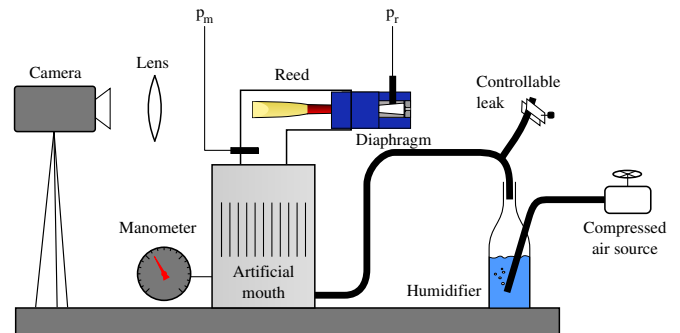 p_m
p_r
Camera
Lens
Reed
Controllable
leak
Diaphragm
Manometer
Artificial
mouth
Humidifier
Compressed
air source